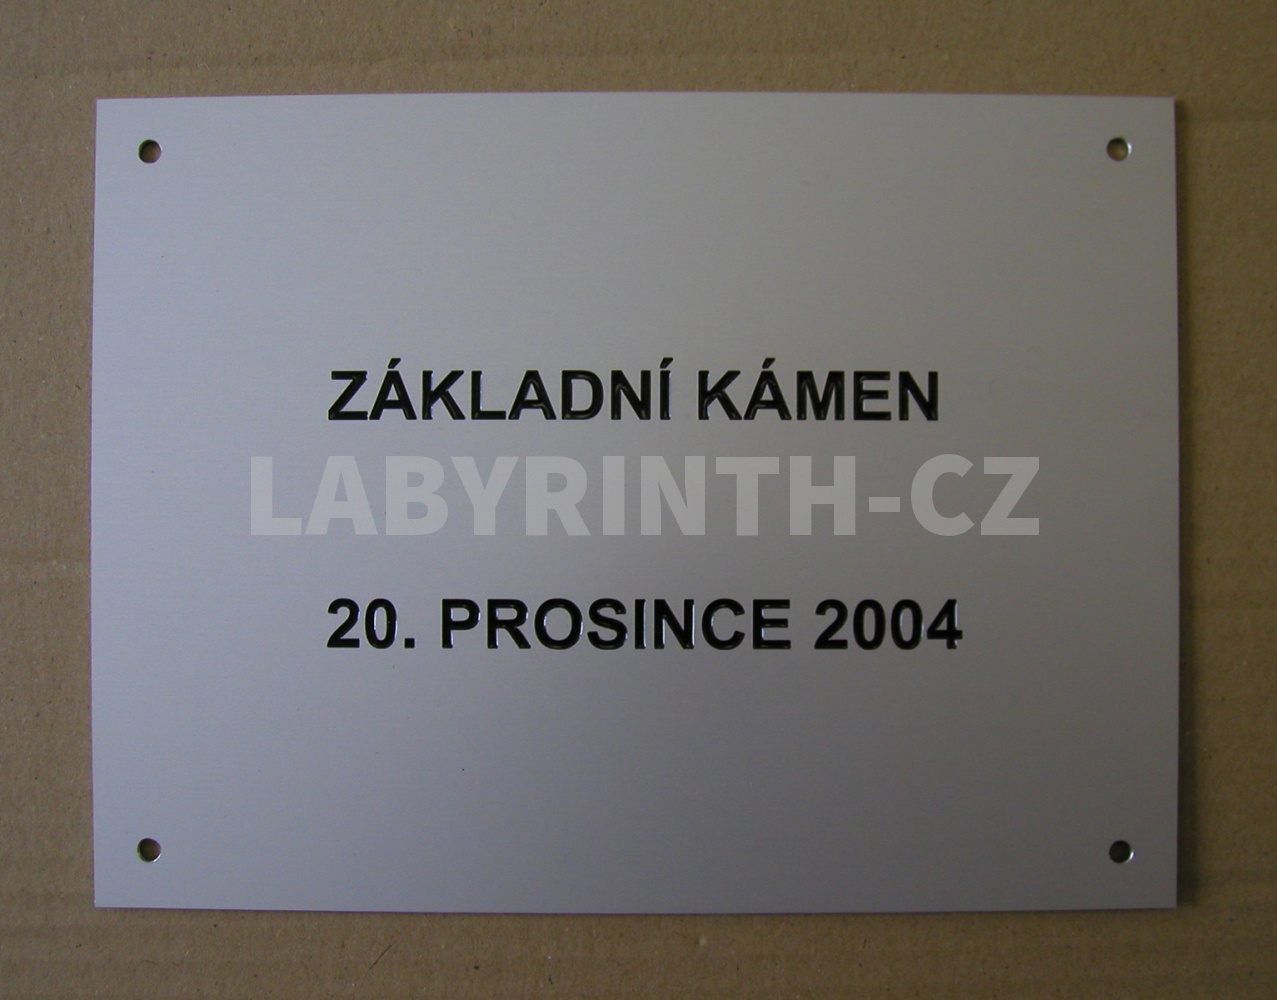 ZÁKLADNÍ KÁMEN
LABYRINTH-CZ
20. PROSINCE 2004